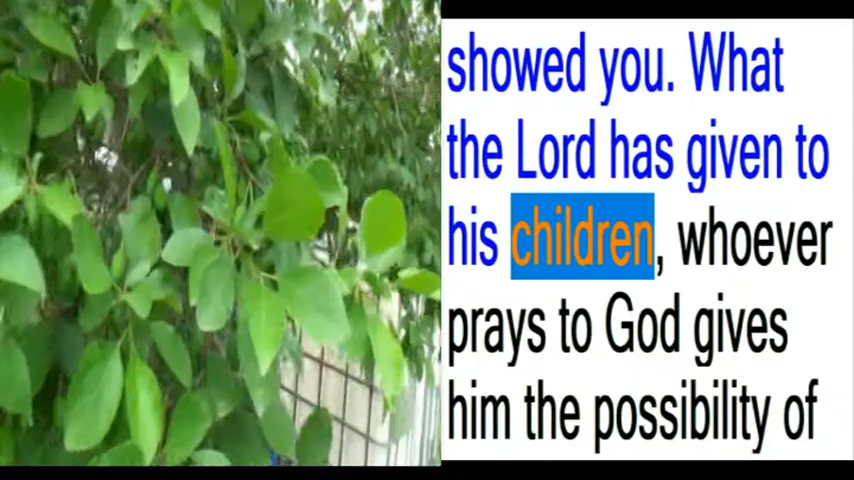 showed you. What
the Lord has given to
his children, whoever
prays to God gives
him the possibility of